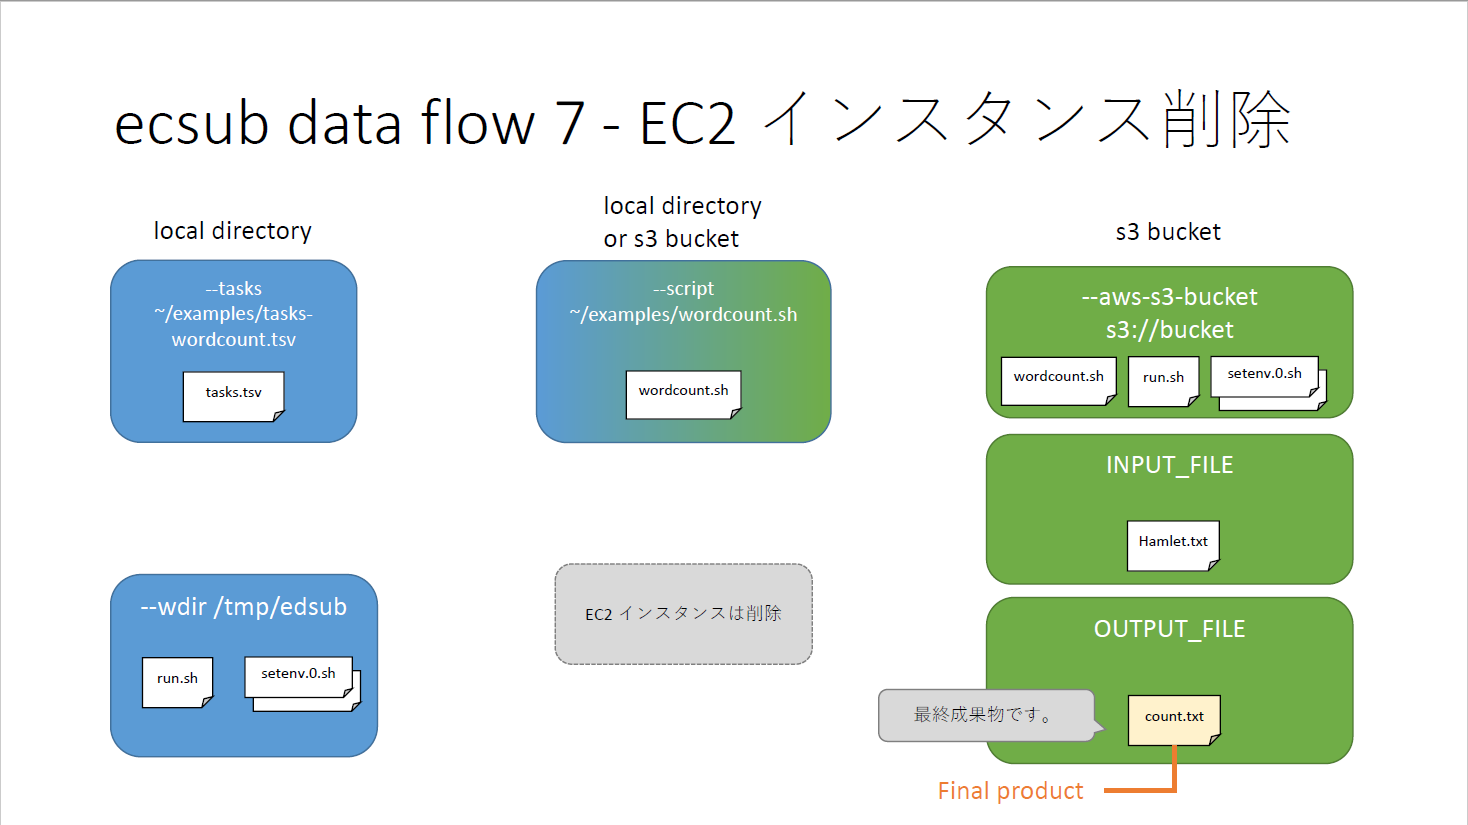 ecsub data flow 7 - EC2 インスタンス削除
local directory
--tasks
~/examples/tasks-
wordcount.tsv
tasks.tsv
local directory
or s3 bucket
--script
~/examples/wordcount.sh
wordcount.sh
s3 bucket
--aws-s3-bucket
s3://bucket
wordcount.sh
run.sh
setenv.0.sh
INPUT_FILE
Hamlet.txt
--wdir /tmp/edsub
run.sh
setenv.0.sh
EC2 インスタンスは削除
OUTPUT_FILE
最終成果物です。
count.txt
Final product